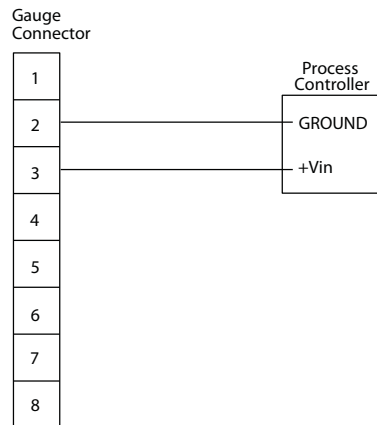 Gauge
Connector
1
2
3
4
5
6
7
8
Process
Controller
GROUND
+Vin